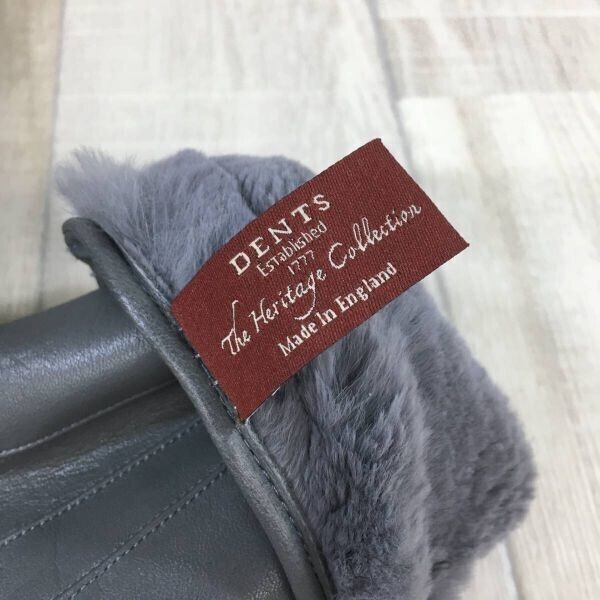 DENTS
Established
1777
The Heritage Collection
Made In England